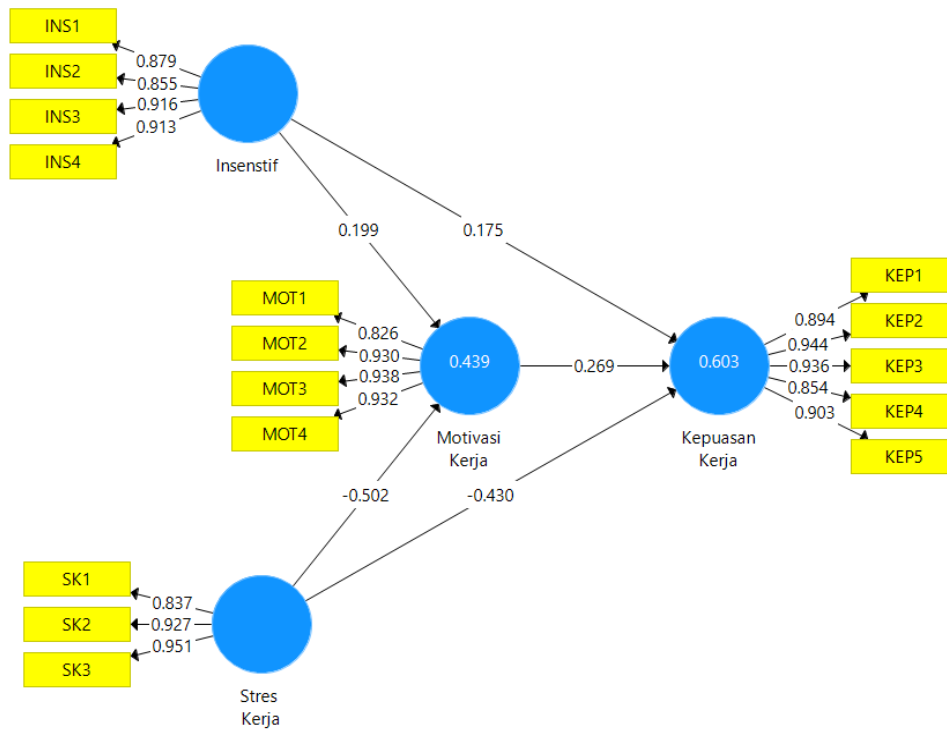 INS1
0.879
INS2
0.855
INS3
0.916
INS4
0.913
Insenstif
0.199
0.175
MOT1
0.826
MOT2
0.930
MOT3
0.938
MOT4
0.932
0.439
Motivasi
Kerja
0.269
0.603
Kepuasan
Kerja
KEP1
0.894
KEP2
0.944
KEP3
0.936
KEP4
0.854
KEP5
0.903
-0.502
-0.430
SK1
0.837
SK2
0.927
SK3
0.951
Stres
Kerja